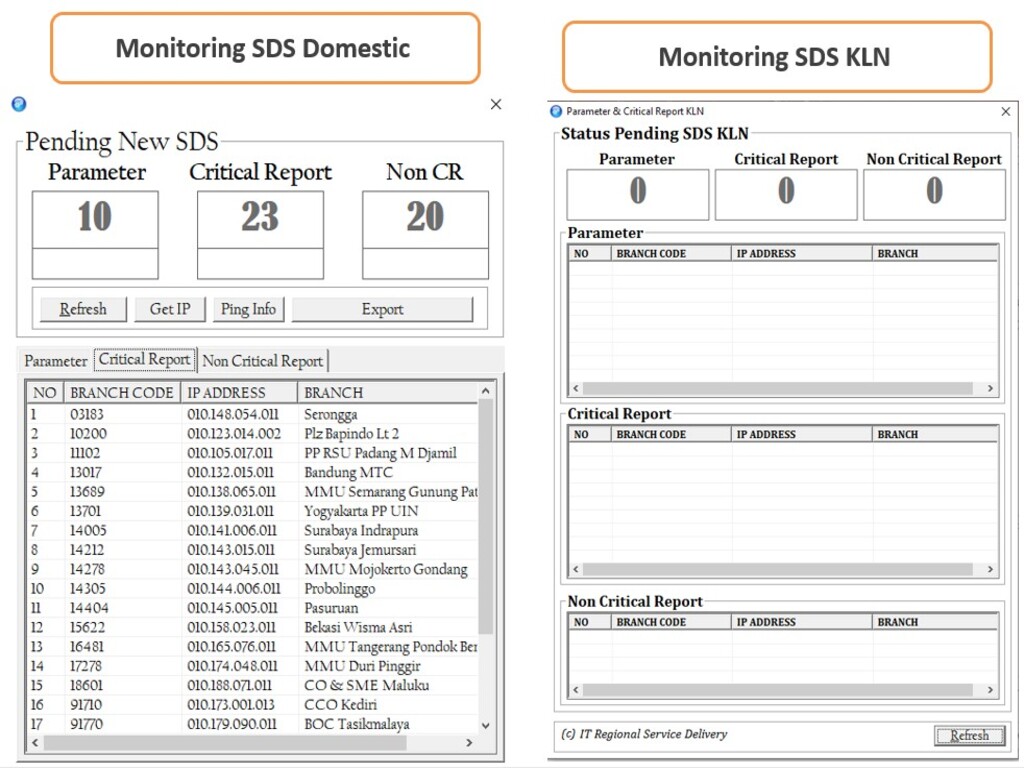 Monitoring SDS Domestic
Pending New SDS
Parameter Critical Report Non CR
10 23 20
Refresh Get IP Ping Info Export
Parameter Critical Report Non Critical Report
NO BRANCH CODE IP ADDRESS BRANCH
1 03183 010.148.054.011 Serongga
2 10200 010.123.014.002 Plz Bapindo Lt 2
3 11102 010.105.017.011 PP RSU Padang M Djamil
4 13017 010.132.015.011 Bandung MTC
5 13689 010.138.065.011 MMU Semarang Gunung Pat
6 13701 010.139.031.011 Yogyakarta PP UIN
7 14005 010.141.006.011 Surabaya Indrapura
8 14212 010.143.015.011 Surabaya Jemursari
9 14278 010.143.045.011 MMU Mojokerto Gondang
10 14305 010.144.006.011 Probolinggo
11 14404 010.145.005.011 Pasuruan
12 15622 010.158.023.011 Bekasi Wisma Asri
13 16481 010.165.076.011 MMU Tangerang Pondok Ber
14 17278 010.174.048.011 MMU Duri Pinggir
15 18601 010.188.071.011 CO & SME Maluku
16 91710 010.173.001.013 CCO Kediri
17 91770 010.179.090.011 BOC Tasikmalaya
Monitoring SDS KLN
Parameter & Critical Report KLN
Status Pending SDS KLN
Parameter Critical Report Non Critical Report
0 0 0
Parameter
NO BRANCH CODE IP ADDRESS BRANCH
Critical Report
NO BRANCH CODE IP ADDRESS BRANCH
Non Critical Report
NO BRANCH CODE IP ADDRESS BRANCH
(c) IT Regional Service Delivery
Refresh